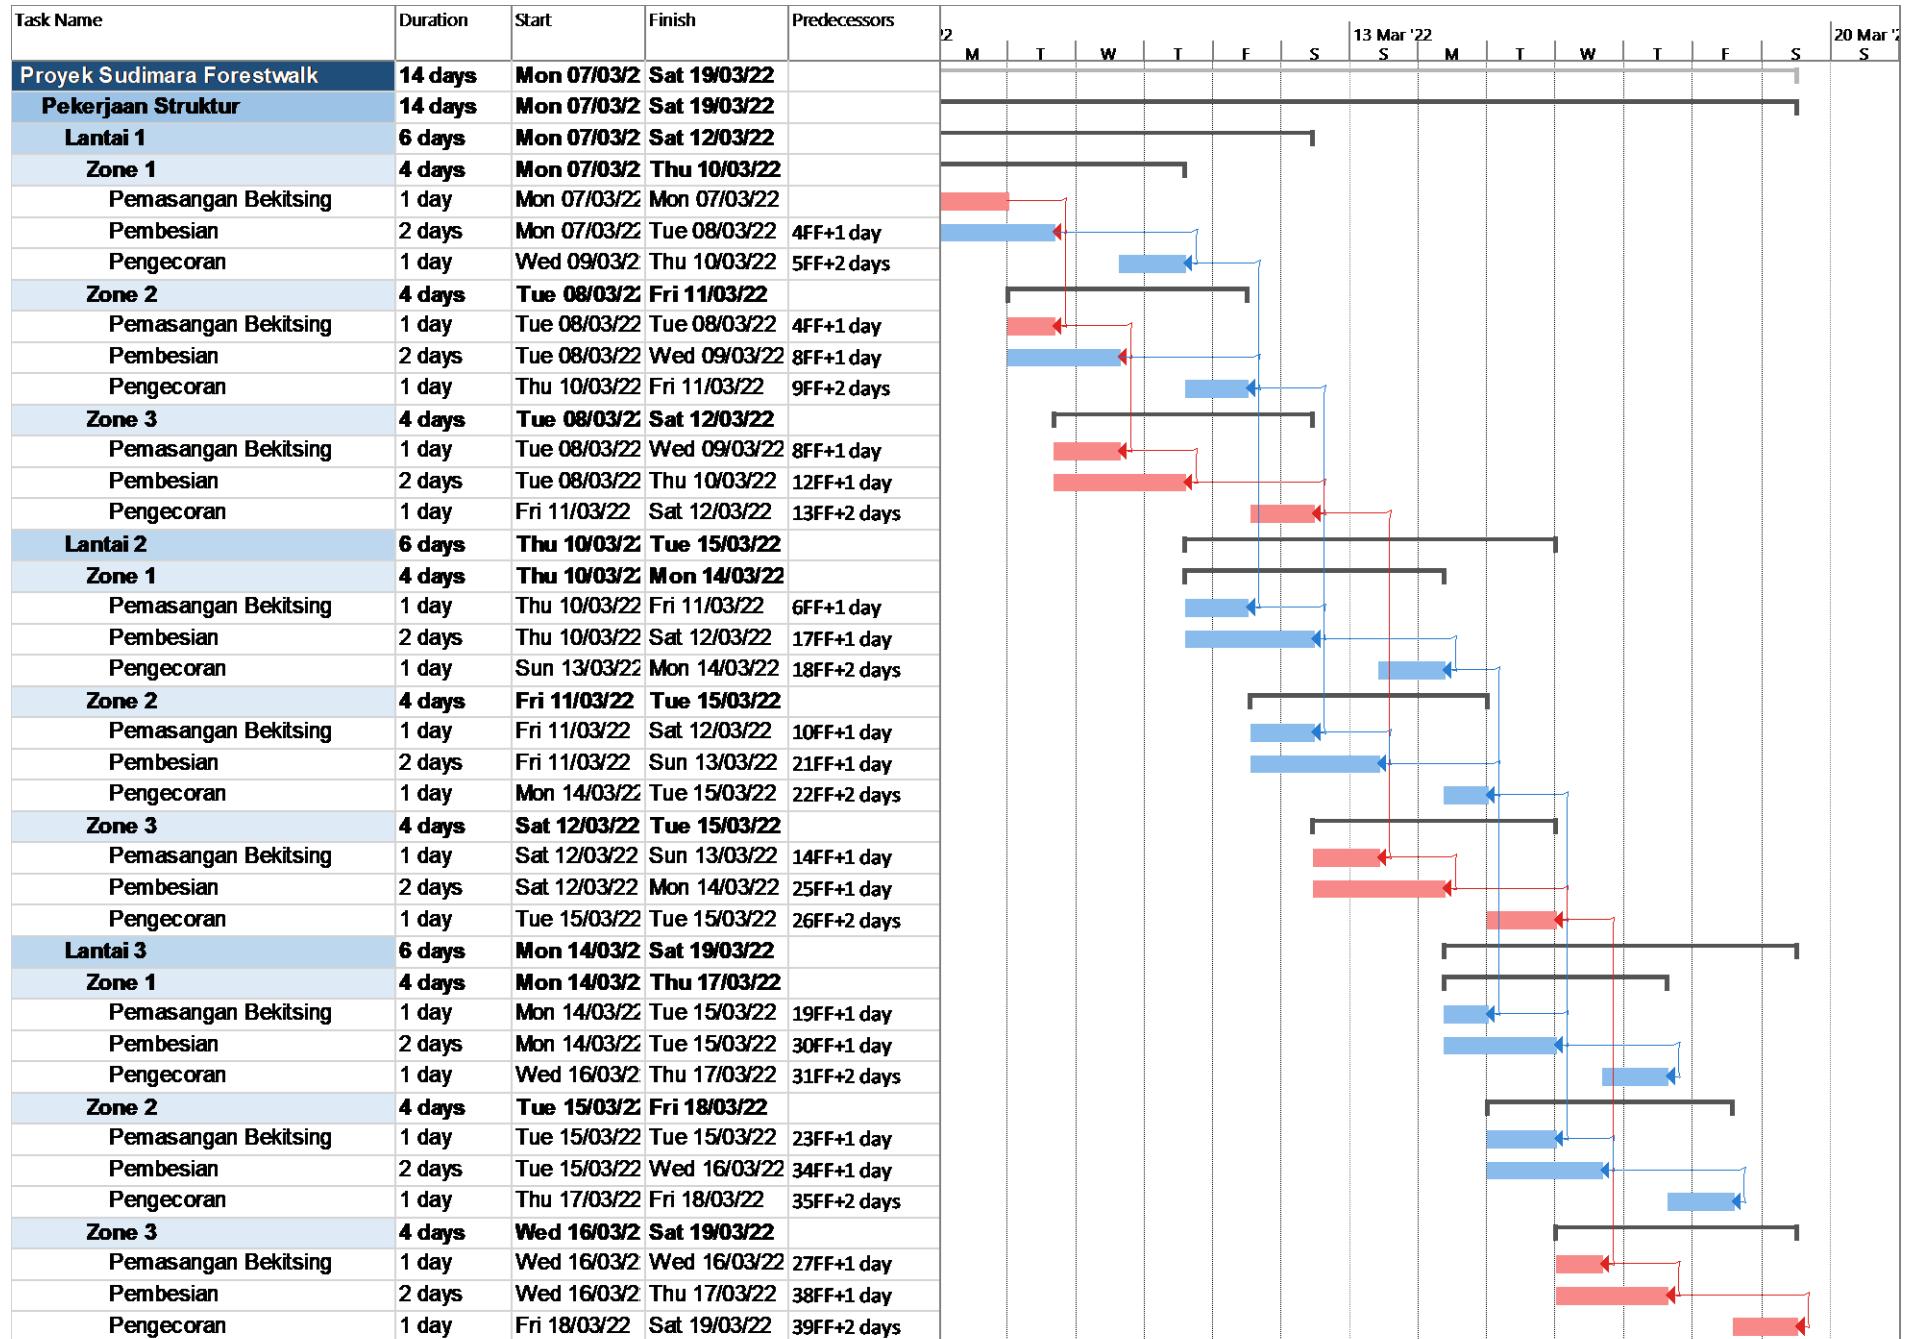 Task Name Duration Start Finish Predecessors
'2 13 Mar '22 20 Mar '2
M T W T F S S M T W T F S S
Proyek Sudimara Forestwalk 14 days Mon 07/03/2 Sat 19/03/22
Pekerjaan Struktur 14 days Mon 07/03/2 Sat 19/03/22
Lantai 1 6 days Mon 07/03/2 Sat 12/03/22
Zone 1 4 days Mon 07/03/2 Thu 10/03/22
Pemasangan Bekitsing 1 day Mon 07/03/22 Mon 07/03/22
Pembesian 2 days Mon 07/03/22 Tue 08/03/22 4FF+1 day
Pengecoran 1 day Wed 09/03/2 Thu 10/03/22 5FF+2 days
Zone 2 4 days Tue 08/03/22 Fri 11/03/22
Pemasangan Bekitsing 1 day Tue 08/03/22 Tue 08/03/22 4FF+1 day
Pembesian 2 days Tue 08/03/22 Wed 09/03/22 8FF+1 day
Pengecoran 1 day Thu 10/03/22 Fri 11/03/22 9FF+2 days
Zone 3 4 days Tue 08/03/22 Sat 12/03/22
Pemasangan Bekitsing 1 day Tue 08/03/22 Wed 09/03/22 8FF+1 day
Pembesian 2 days Tue 08/03/22 Thu 10/03/22 12FF+1 day
Pengecoran 1 day Fri 11/03/22 Sat 12/03/22 13FF+2 days
Lantai 2 6 days Thu 10/03/22 Tue 15/03/22
Zone 1 4 days Thu 10/03/22 Mon 14/03/22
Pemasangan Bekitsing 1 day Thu 10/03/22 Fri 11/03/22 6FF+1 day
Pembesian 2 days Thu 10/03/22 Sat 12/03/22 17FF+1 day
Pengecoran 1 day Sun 13/03/22 Mon 14/03/22 18FF+2 days
Zone 2 4 days Fri 11/03/22 Tue 15/03/22
Pemasangan Bekitsing 1 day Fri 11/03/22 Sat 12/03/22 10FF+1 day
Pembesian 2 days Fri 11/03/22 Sun 13/03/22 21FF+1 day
Pengecoran 1 day Mon 14/03/22 Tue 15/03/22 22FF+2 days
Zone 3 4 days Sat 12/03/22 Tue 15/03/22
Pemasangan Bekitsing 1 day Sat 12/03/22 Sun 13/03/22 14FF+1 day
Pembesian 2 days Sat 12/03/22 Mon 14/03/22 25FF+1 day
Pengecoran 1 day Tue 15/03/22 Tue 15/03/22 26FF+2 days
Lantai 3 6 days Mon 14/03/2 Sat 19/03/22
Zone 1 4 days Mon 14/03/2 Thu 17/03/22
Pemasangan Bekitsing 1 day Mon 14/03/22 Tue 15/03/22 19FF+1 day
Pembesian 2 days Mon 14/03/22 Tue 15/03/22 30FF+1 day
Pengecoran 1 day Wed 16/03/2 Thu 17/03/22 31FF+2 days
Zone 2 4 days Tue 15/03/22 Fri 18/03/22
Pemasangan Bekitsing 1 day Tue 15/03/22 Tue 15/03/22 23FF+1 day
Pembesian 2 days Tue 15/03/22 Wed 16/03/22 34FF+1 day
Pengecoran 1 day Thu 17/03/22 Fri 18/03/22 35FF+2 days
Zone 3 4 days Wed 16/03/2 Sat 19/03/22
Pemasangan Bekitsing 1 day Wed 16/03/2 Wed 16/03/22 27FF+1 day
Pembesian 2 days Wed 16/03/2 Thu 17/03/22 38FF+1 day
Pengecoran 1 day Fri 18/03/22 Sat 19/03/22 39FF+2 days